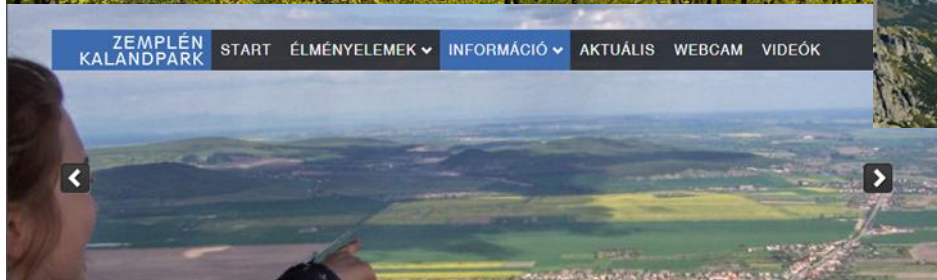 ZEMPLÉN
KALANDPARK
START ÉLMÉNYELEMEK INFORMÁCIÓ AKTUÁLIS WEBCAM VIDEÓK